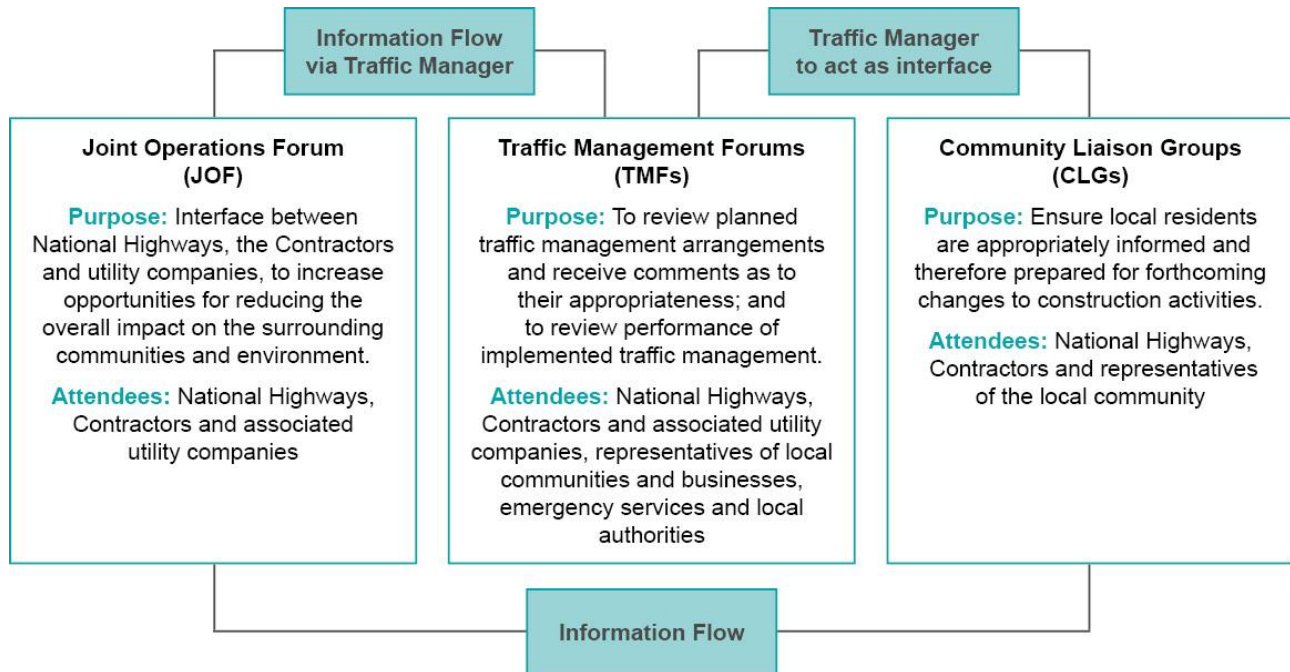 Information Flow
via Traffic Manager
Traffic Manager
to act as interface
Joint Operations Forum
(JOF)
Purpose: Interface between
National Highways, the Contractors
and utility companies, to increase
opportunities for reducing the
overall impact on the surrounding
communities and environment.
Attendees: National Highways,
Contractors and associated
utility companies
Traffic Management Forums
(TMFs)
Purpose: To review planned
traffic management arrangements
and receive comments as to
their appropriateness; and
to review performance of
implemented traffic management.
Attendees: National Highways,
Contractors and associated utility
companies, representatives of local
communities and businesses,
emergency services and local
authorities
Community Liaison Groups
(CLGs)
Purpose: Ensure local residents
are appropriately informed and
therefore prepared for forthcoming
changes to construction activities.
Attendees: National Highways,
Contractors and representatives
of the local community
Information Flow